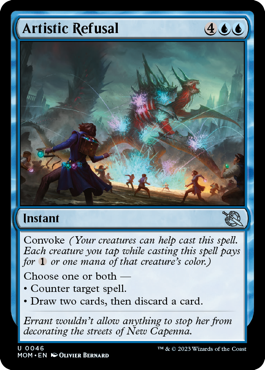 Artistic Refusal 4
Instant
Convoke (Your creatures can help cast this spell.
Each creature you tap while casting this spell pays
for 1 or one mana of that creature's color.)
Choose one or both —
• Counter target spell.
• Draw two cards, then discard a card.
Errant wouldn't allow anything to stop her from
decorating the streets of New Capenna.
U 0046
MOM • EN Olivier Bernard ™ & © 2023 Wizards of the Coast